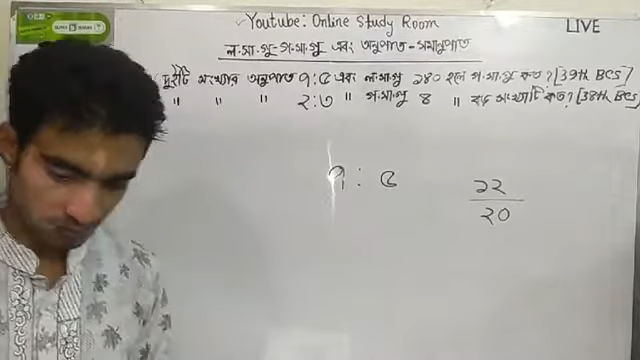 Youtube: Online Study Room
LIVE
ল.সা.গু-গ.সা.গু এবং অনুপাত-সমানুপাত
দুইটি সংখ্যার অনুপাত ৭:৫ এবং ল.সা.গু ১৪০ হলে গ.সা.গু কত? [39th BCS]
" " " ২:৩ " গ.সা.গু ৪ " বড় সংখ্যাটি কত? [38th BCS]
৭ : ৫
১২
২০